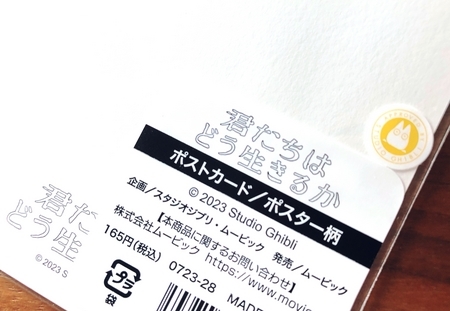 君たちは
どう生きるか
ポストカード/ポスター柄
© 2023 Studio Ghibli
企画/スタジオジブリ・ムービック 発売/ムービック
【本商品に関するお問い合わせ】
株式会社ムービック https://www.movic
165円(税込) 0723-28 MADE
プラ
袋
君た
どう生
© 2023 S